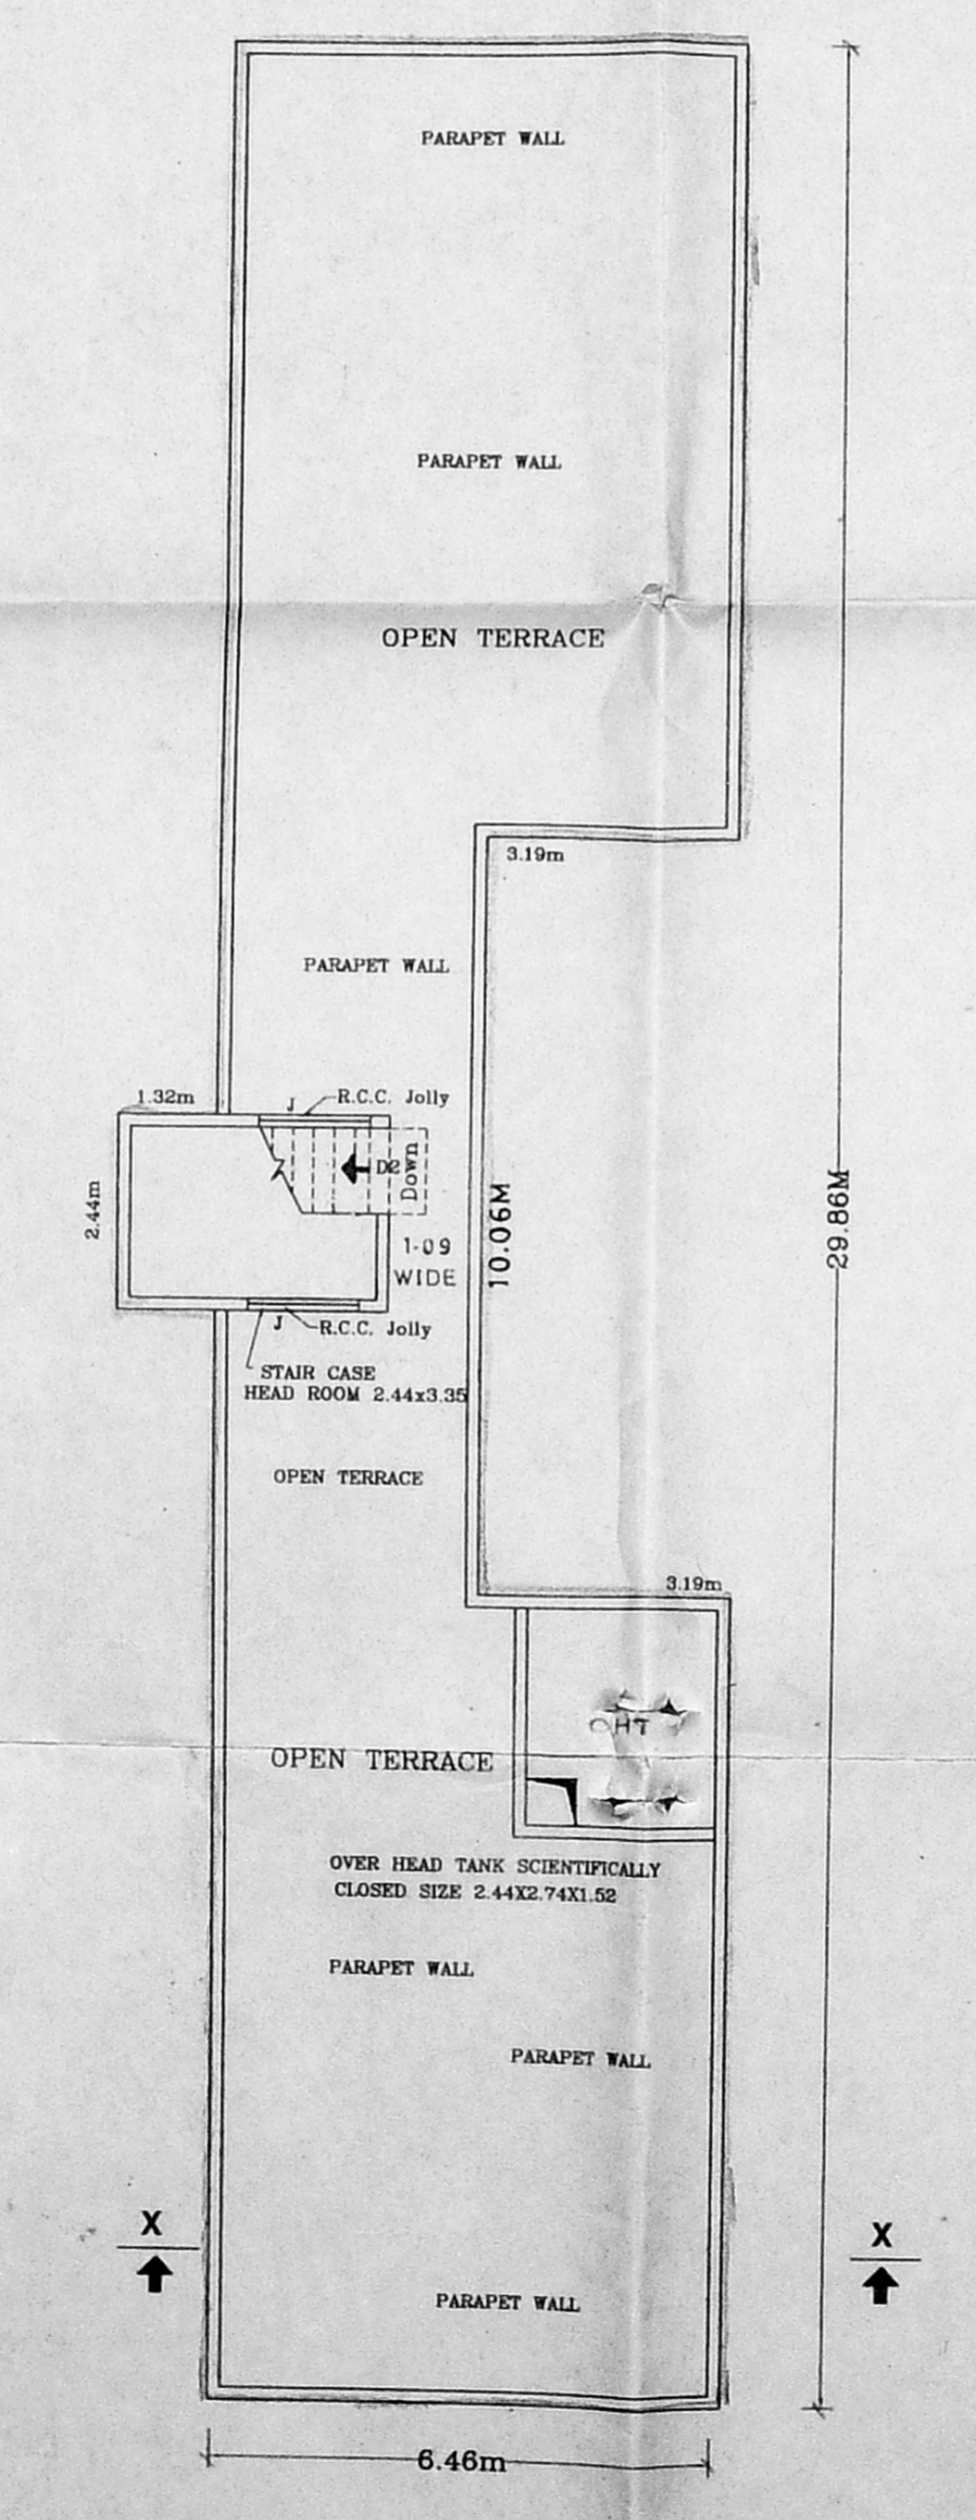 PARAPET WALL
PARAPET WALL
OPEN TERRACE
3.19m
PARAPET WALL
1.32m
J
R.C.C. Jolly
2.44m
D2
Down
1-09
WIDE
10.06M
29.86M
J
R.C.C. Jolly
STAIR CASE
HEAD ROOM 2.44x3.35
OPEN TERRACE
3.19m
OHT
OPEN TERRACE
OVER HEAD TANK SCIENTIFICALLY
CLOSED SIZE 2.44X2.74X1.52
PARAPET WALL
PARAPET WALL
X
X
PARAPET WALL
6.46m